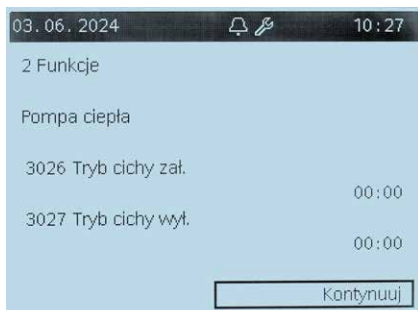 03.06.2024 10:27
2 Funkcje
Pompa ciepła
3026 Tryb cichy zał.
00:00
3027 Tryb cichy wył.
00:00
Kontynuuj